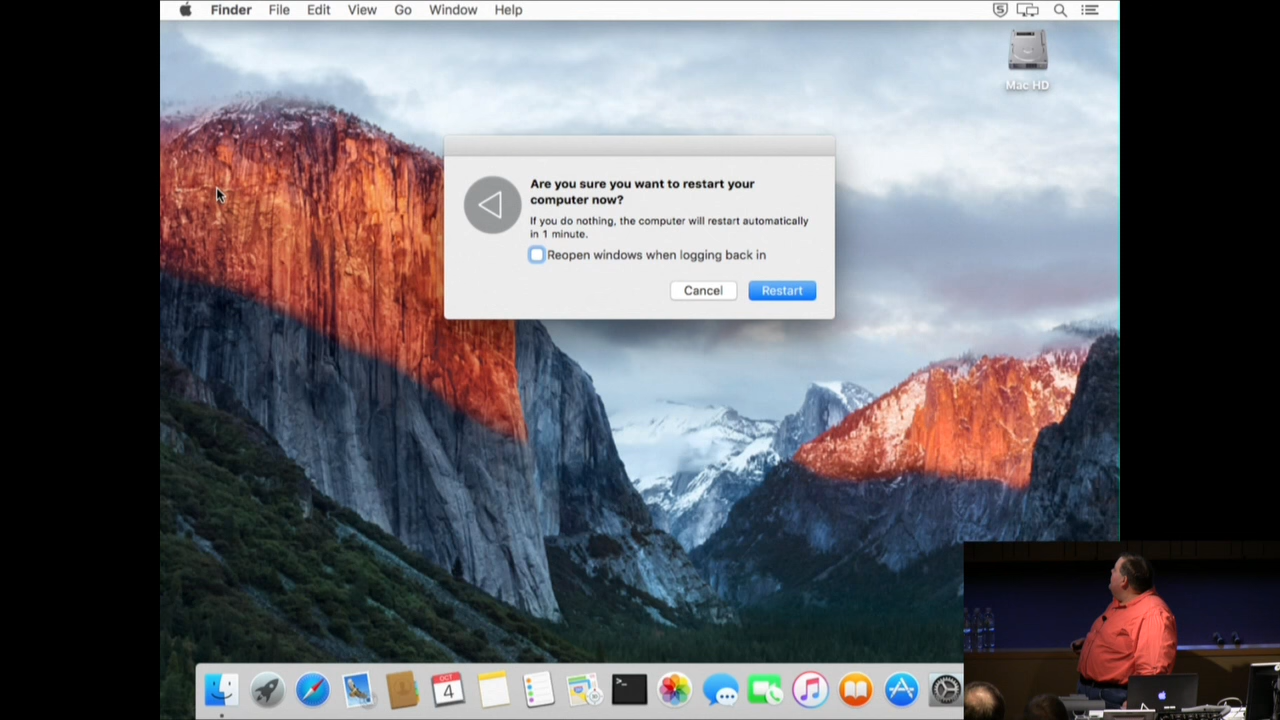 Finder File Edit View Go Window Help
S
Mac HD
Are you sure you want to restart your
computer now?
If you do nothing, the computer will restart automatically
in 1 minute.
Reopen windows when logging back in
Cancel Restart
OCT
4
>_